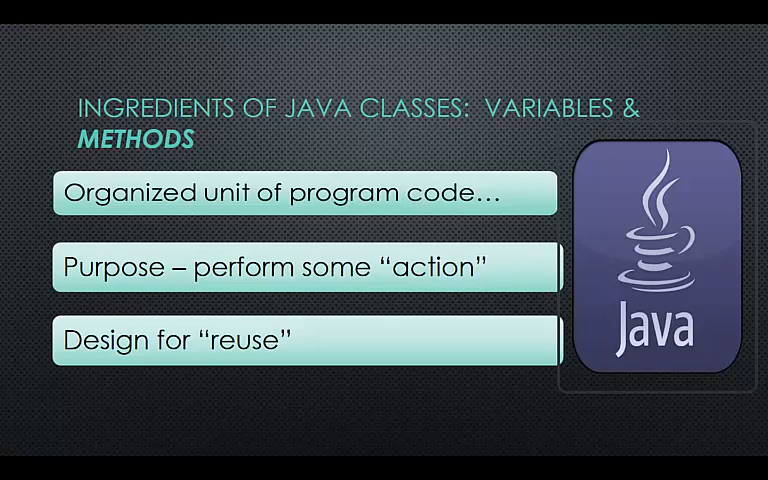 INGREDIENTS OF JAVA CLASSES: VARIABLES &
METHODS
Organized unit of program code…
Purpose – perform some “action”
Design for “reuse”
Java